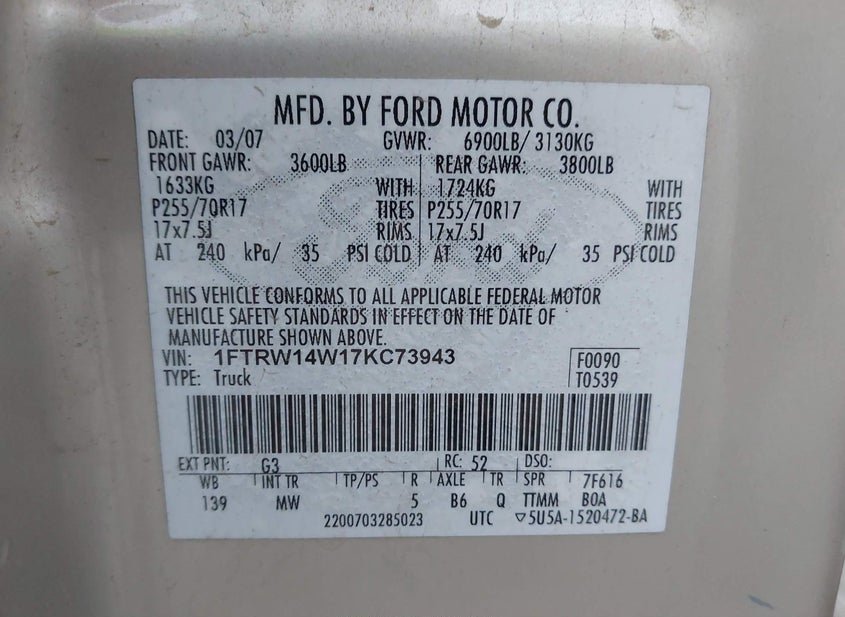 MFD. BY FORD MOTOR CO.
DATE: 03/07 GVWR: 6900LB/ 3130KG
FRONT GAWR: 3600LB REAR GAWR: 3800LB
1633KG WITH 1724KG WITH
P255/70R17 TIRES P255/70R17 TIRES
17x7.5J RIMS 17x7.5J RIMS
AT 240 kPa/ 35 PSI COLD AT 240 kPa/ 35 PSI COLD
THIS VEHICLE CONFORMS TO ALL APPLICABLE FEDERAL MOTOR
VEHICLE SAFETY STANDARDS IN EFFECT ON THE DATE OF
MANUFACTURE SHOWN ABOVE.
VIN: 1FTRW14W17KC73943 F0090
TYPE: Truck T0539
EXT PNT: G3 RC: 52 DSO:
WB INT TR TP/PS R AXLE TR SPR 7F616
139 MW 5 B6 Q TTMM BOA
2200703285023 UTC ▽5U5A-1520472-BA